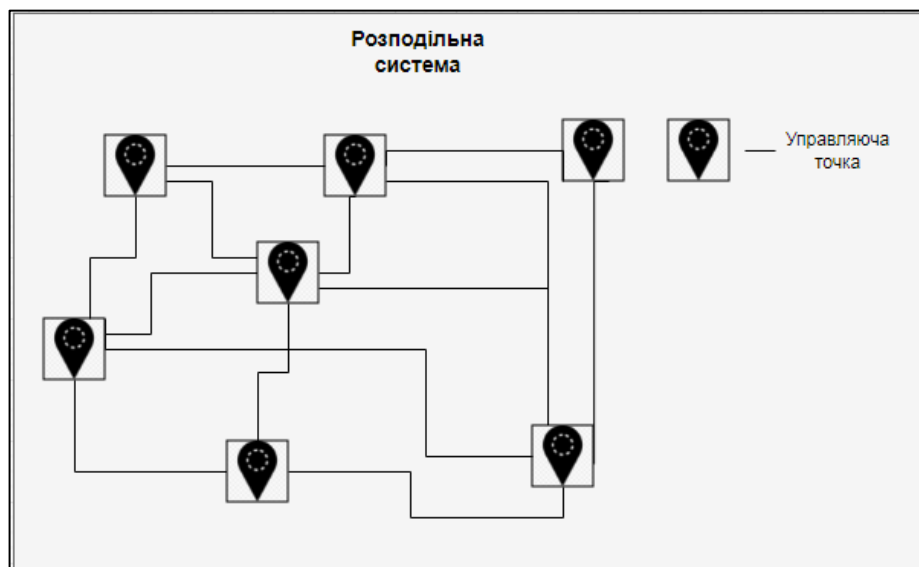 Розподільна
система
Управляюча
точка